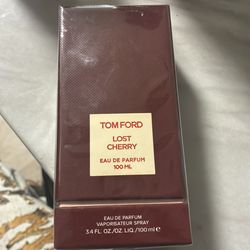 TOM FORD
LOST
CHERRY
EAU DE PARFUM
100 ML
EAU DE PARFUM
VAPORISATEUR SPRAY
3.4 FL. OZ./OZ. LIQ./100 ml e